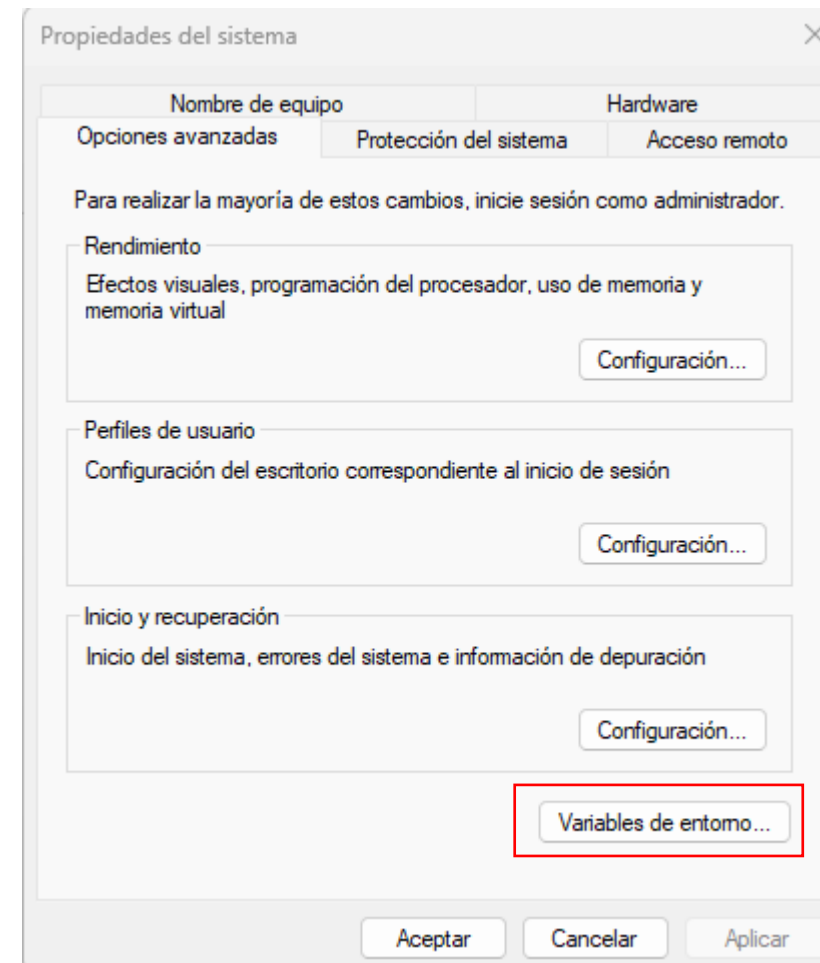 Propiedades del sistema
Nombre de equipo
Hardware
Opciones avanzadas
Protección del sistema
Acceso remoto
Para realizar la mayoría de estos cambios, inicie sesión como administrador.
Rendimiento
Efectos visuales, programación del procesador, uso de memoria y
memoria virtual
Configuración...
Perfiles de usuario
Configuración del escritorio correspondiente al inicio de sesión
Configuración...
Inicio y recuperación
Inicio del sistema, errores del sistema e información de depuración
Configuración...
Variables de entorno...
Aceptar
Cancelar
Aplicar